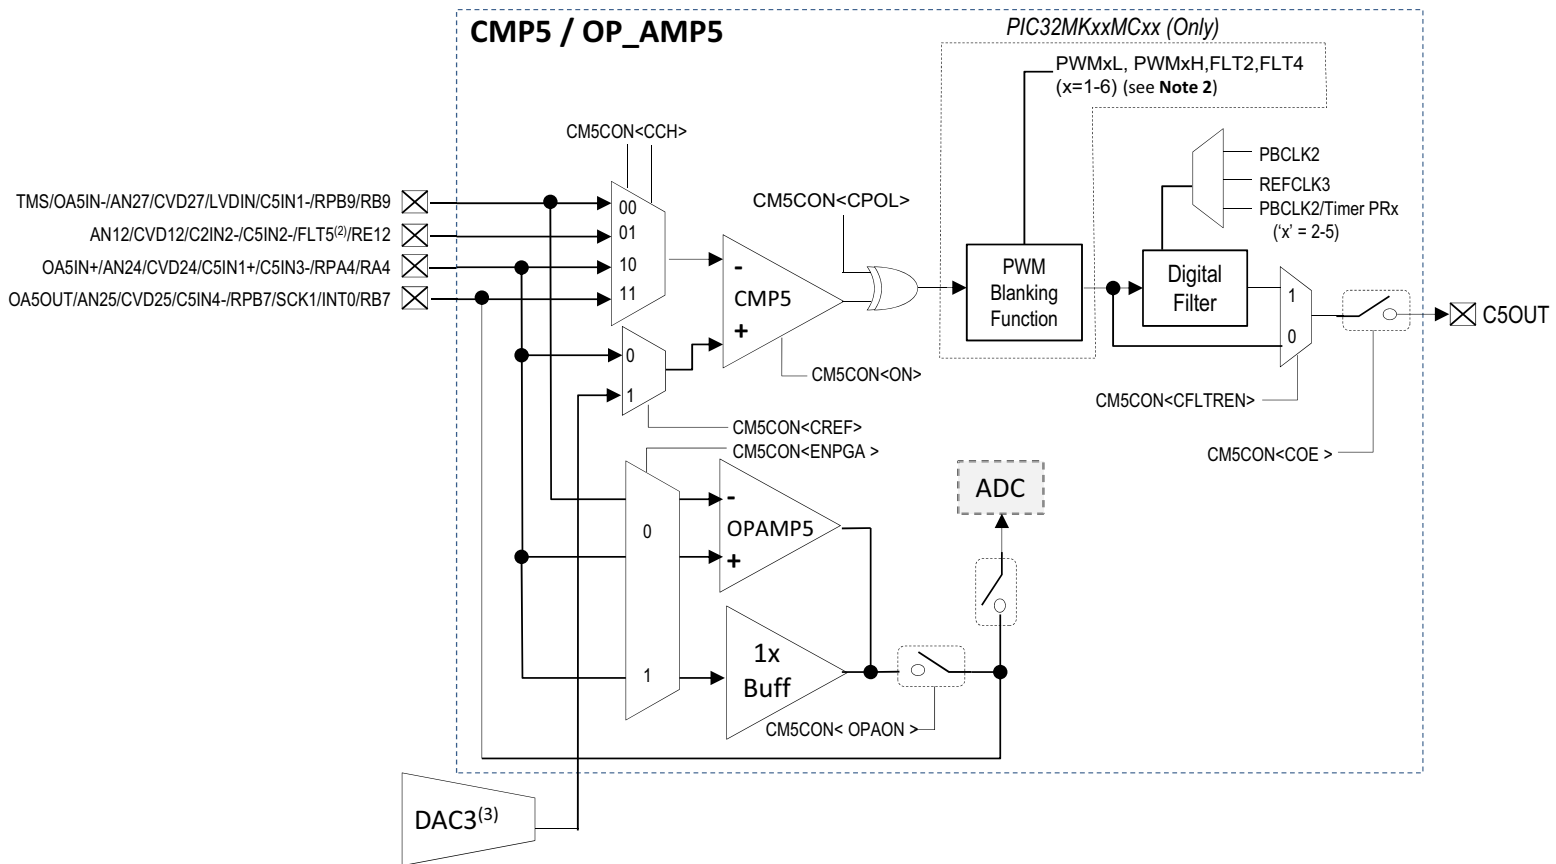 CMP5 / OP_AMP5
PIC32MKxxMCxx (Only)
PWMxL, PWMxH,FLT2,FLT4
(x=1-6) (see Note 2)
CM5CON<CCH>
PBCLK2
REFCLK3
PBCLK2/Timer PRx
('x' = 2-5)
TMS/OA5IN-/AN27/CVD27/LVDIN/C5IN1-/RPB9/RB9
AN12/CVD12/C2IN2-/C5IN2-/FLT5(2)/RE12
OA5IN+/AN24/CVD24/C5IN1+/C5IN3-/RPA4/RA4
OA5OUT/AN25/CVD25/C5IN4-/RPB7/SCK1/INT0/RB7
00
01
10
11
CM5CON<CPOL>
-
CMP5
+
PWM
Blanking
Function
Digital
Filter
1
0
C5OUT
0
1
CM5CON<ON>
CM5CON<CFLTREN>
CM5CON<CREF>
CM5CON<ENPGA >
CM5CON<COE >
0
1
-
OPAMP5
+
ADC
1x
Buff
CM5CON< OPAON >
DAC3(3)